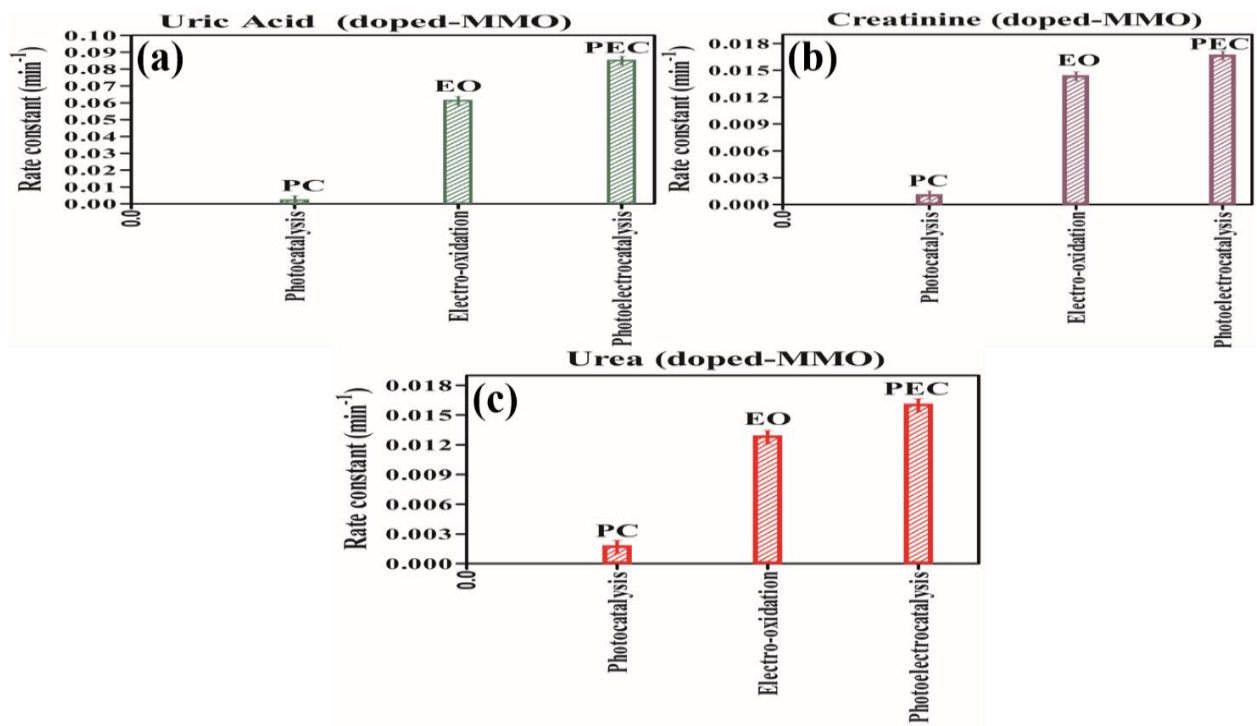 Uric Acid (doped-MMO)
(a)
Rate constant (min-1)
0.10
0.09
0.08
0.07
0.06
0.05
0.04
0.03
0.02
0.01
0.00
PC
EO
PEC
0.0
Photocatalysis
Electro-oxidation
Photoelectrocatalysis
Creatinine (doped-MMO)
(b)
Rate constant (min-1)
0.018
0.015
0.012
0.009
0.006
0.003
0.000
PC
EO
PEC
0.0
Photocatalysis
Electro-oxidation
Photoelectrocatalysis
Urea (doped-MMO)
(c)
Rate constant (min-1)
0.018
0.015
0.012
0.009
0.006
0.003
0.000
PC
EO
PEC
0.0
Photocatalysis
Electro-oxidation
Photoelectrocatalysis